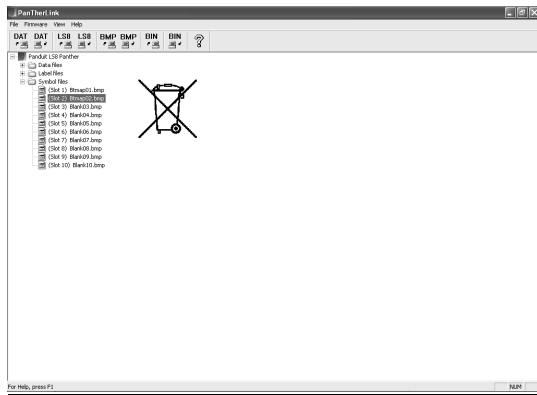 PanTherLink
File Firmware View Help
DAT DAT LS8 LS8 BMP BMP BIN BIN
Panduit LS8 Panther
Data files
Label files
Symbol files
(Slot 1) Btmap01.bmp
(Slot 2) Btmap02.bmp
(Slot 3) Blank03.bmp
(Slot 4) Blank04.bmp
(Slot 5) Blank05.bmp
(Slot 6) Blank06.bmp
(Slot 7) Blank07.bmp
(Slot 8) Blank08.bmp
(Slot 9) Blank09.bmp
(Slot 10) Blank10.bmp
For Help, press F1 NUM